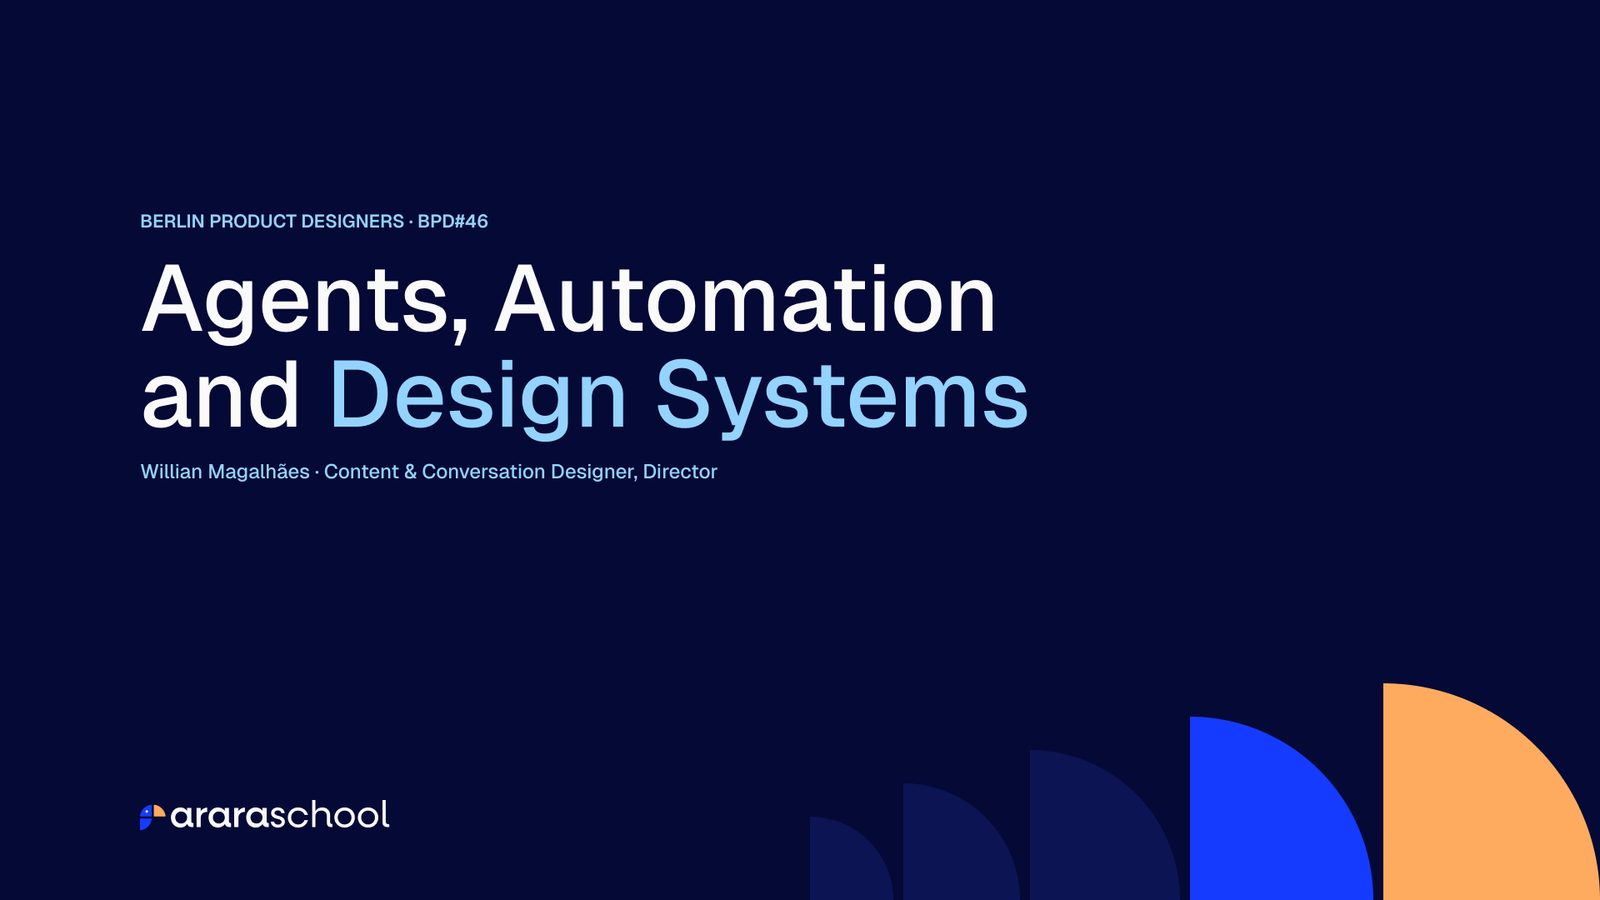 BERLIN PRODUCT DESIGNERS · BPD#46
Agents, Automation
and Design Systems
Willian Magalhães · Content & Conversation Designer, Director
araraschool